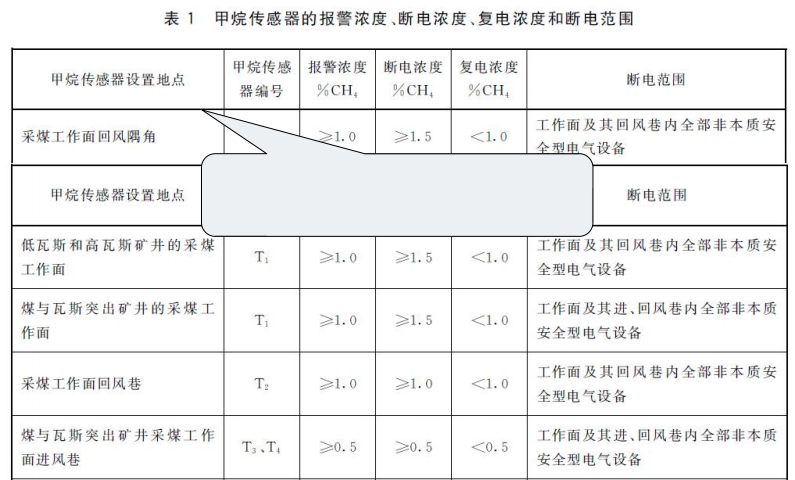 表 1 甲烷传感器的报警浓度、断电浓度、复电浓度和断电范围
甲烷传感器设置地点
甲烷传感
器编号
报警浓度
%CH₄
断电浓度
%CH₄
复电浓度
%CH₄
断电范围
采煤工作面回风隅角
≥1.0
≥1.5
<1.0
工作面及其回风巷内全部非本质安
全型电气设备
甲烷传感器设置地点
断电范围
低瓦斯和高瓦斯矿井的采煤
工作面
T₁
≥1.0
≥1.5
<1.0
工作面及其回风巷内全部非本质安
全型电气设备
煤与瓦斯突出矿井的采煤工
作面
T₁
≥1.0
≥1.5
<1.0
工作面及其进、回风巷内全部非本质
安全型电气设备
采煤工作面回风巷
T₂
≥1.0
≥1.0
<1.0
工作面及其回风巷内全部非本质安
全型电气设备
煤与瓦斯突出矿井采煤工作
面进风巷
T₃、T₄
≥0.5
≥0.5
<0.5
工作面及其进、回风巷内全部非本质
安全型电气设备